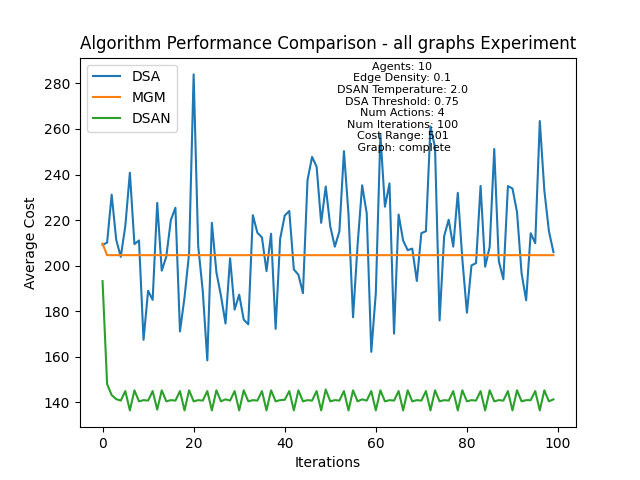 Algorithm Performance Comparison - all graphs Experiment
DSA
MGM
DSAN
Agents: 10
Edge Density: 0.1
DSAN Temperature: 2.0
DSA Threshold: 0.75
Num Actions: 4
Num Iterations: 100
Cost Range: 501
Graph: complete
Average Cost
280
260
240
220
200
180
160
140
0
20
40
60
80
100
Iterations